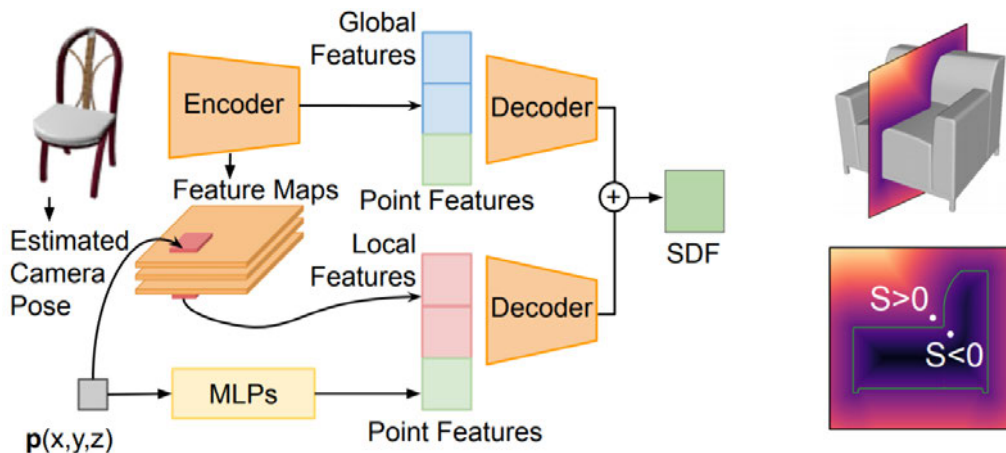 Global
Features
Encoder
Decoder
Feature Maps
Point Features
Estimated
Camera
Pose
Local
Features
+
SDF
Decoder
S>0
S<0
MLPs
p(x,y,z)
Point Features